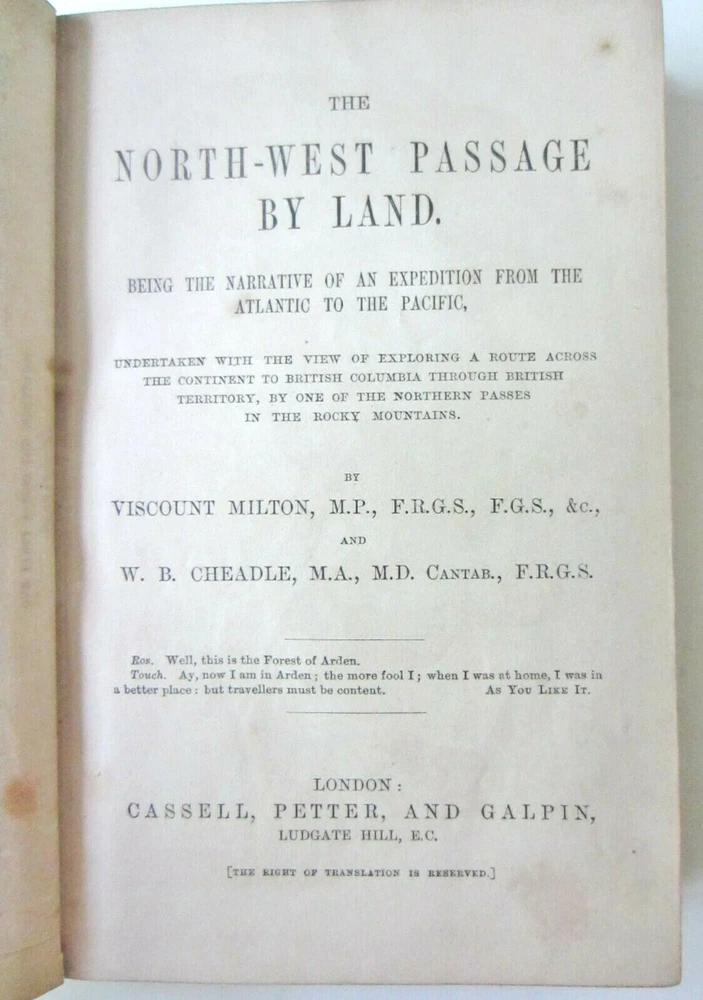 THE
NORTH-WEST PASSAGE
BY LAND.
BEING THE NARRATIVE OF AN EXPEDITION FROM THE
ATLANTIC TO THE PACIFIC,
UNDERTAKEN WITH THE VIEW OF EXPLORING A ROUTE ACROSS
THE CONTINENT TO BRITISH COLUMBIA THROUGH BRITISH
TERRITORY, BY ONE OF THE NORTHERN PASSES
IN THE ROCKY MOUNTAINS.
BY
VISCOUNT MILTON, M.P., F.R.G.S., F.G.S., &c.,
AND
W. B. CHEADLE, M.A., M.D. CANTAB., F.R.G.S.
Ros. Well, this is the Forest of Arden.
Touch. Ay, now I am in Arden; the more fool I; when I was at home, I was in
a better place: but travellers must be content. AS YOU LIKE IT.
LONDON:
CASSELL, PETTER, AND GALPIN,
LUDGATE HILL, E.C.
[THE RIGHT OF TRANSLATION IS RESERVED.]